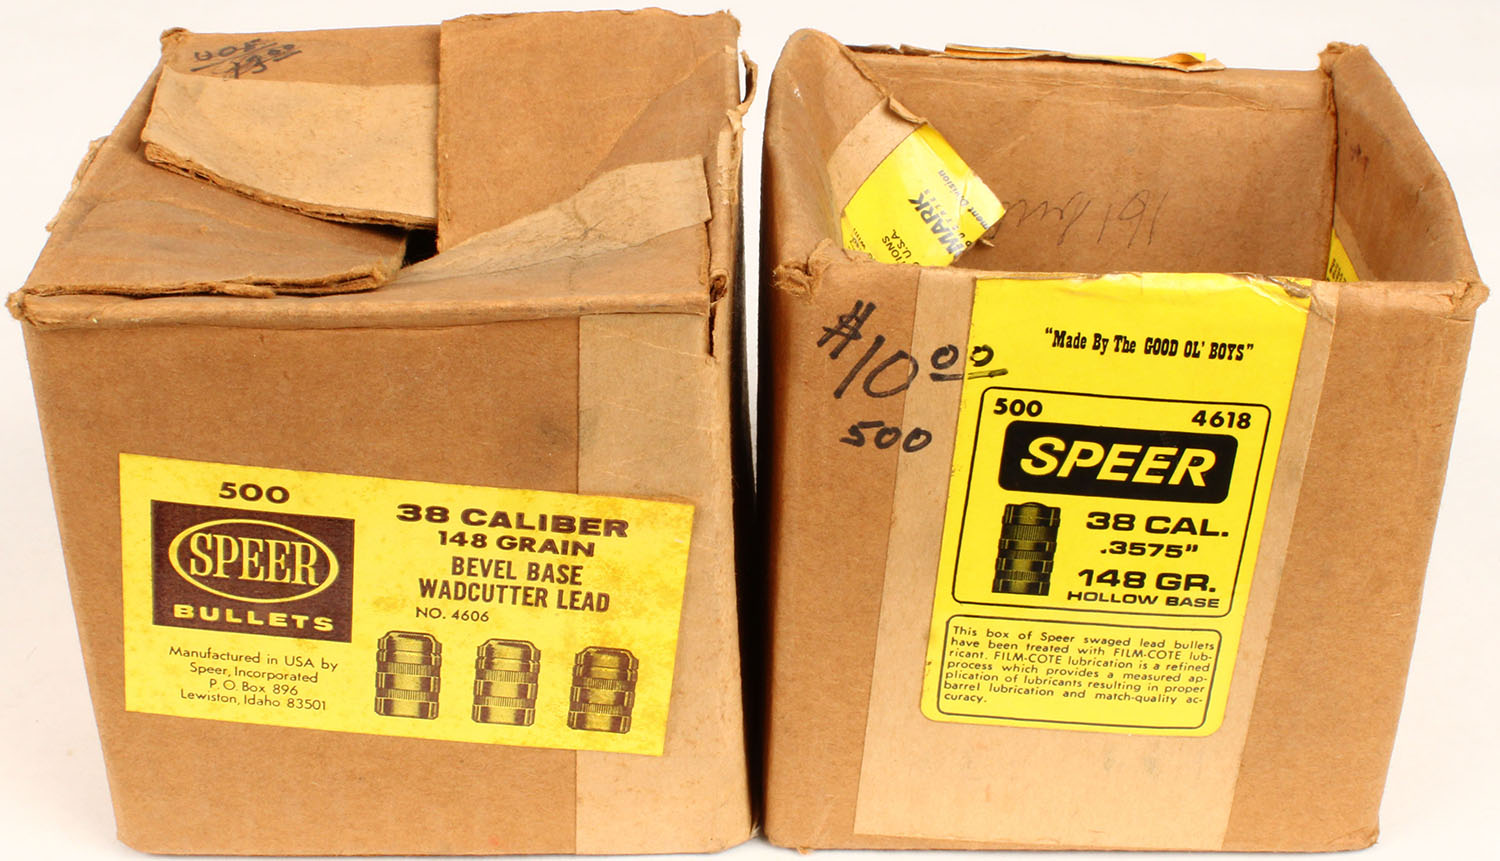 500
SPEER
BULLETS
38 CALIBER
148 GRAIN
BEVEL BASE
WADCUTTER LEAD
NO. 4606
Manufactured in USA by
Speer, Incorporated
P.O. Box 896
Lewiston, Idaho 83501
MARK
U.S.A.
$10.00
500
"Made By The GOOD OL' BOYS"
500 4618
SPEER
38 CAL.
.3575"
148 GR.
HOLLOW BASE
This box of Speer swaged lead bullets
have been treated with FILM-COTE lub-
ricant. FILM-COTE lubrication is a refined
process which provides a measured ap-
plication of lubricants resulting in proper
barrel lubrication and match-quality ac-
curacy.